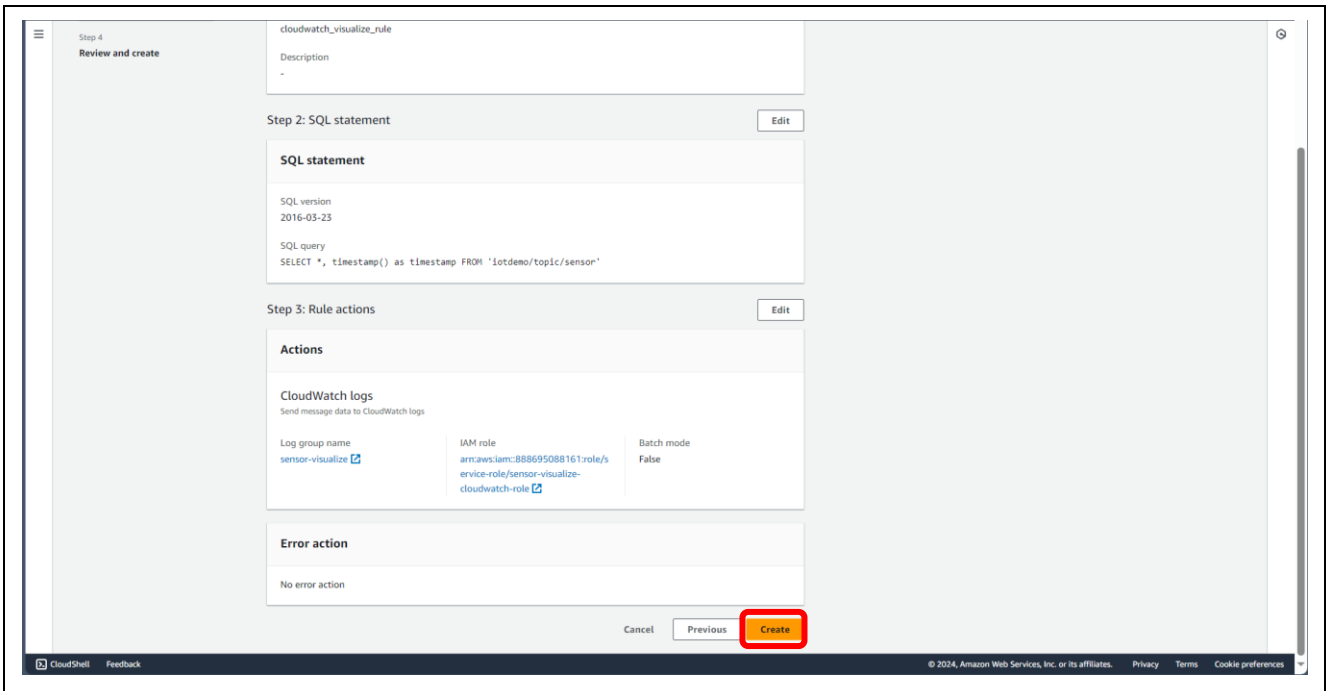 Step 4
Review and create
cloudwatch_visualize_rule
Description
-
Step 2: SQL statement
Edit
SQL statement
SQL version
2016-03-23
SQL query
SELECT *, timestamp() as timestamp FROM 'iotdemo/topic/sensor'
Step 3: Rule actions
Edit
Actions
CloudWatch logs
Send message data to CloudWatch logs
Log group name
sensor-visualize
IAM role
arn:aws:iam::888695088161:role/s
ervice-role/sensor-visualize-
cloudwatch-role
Batch mode
False
Error action
No error action
Cancel
Previous
Create
CloudShell
Feedback
© 2024, Amazon Web Services, Inc. or its affiliates.
Privacy
Terms
Cookie preferences